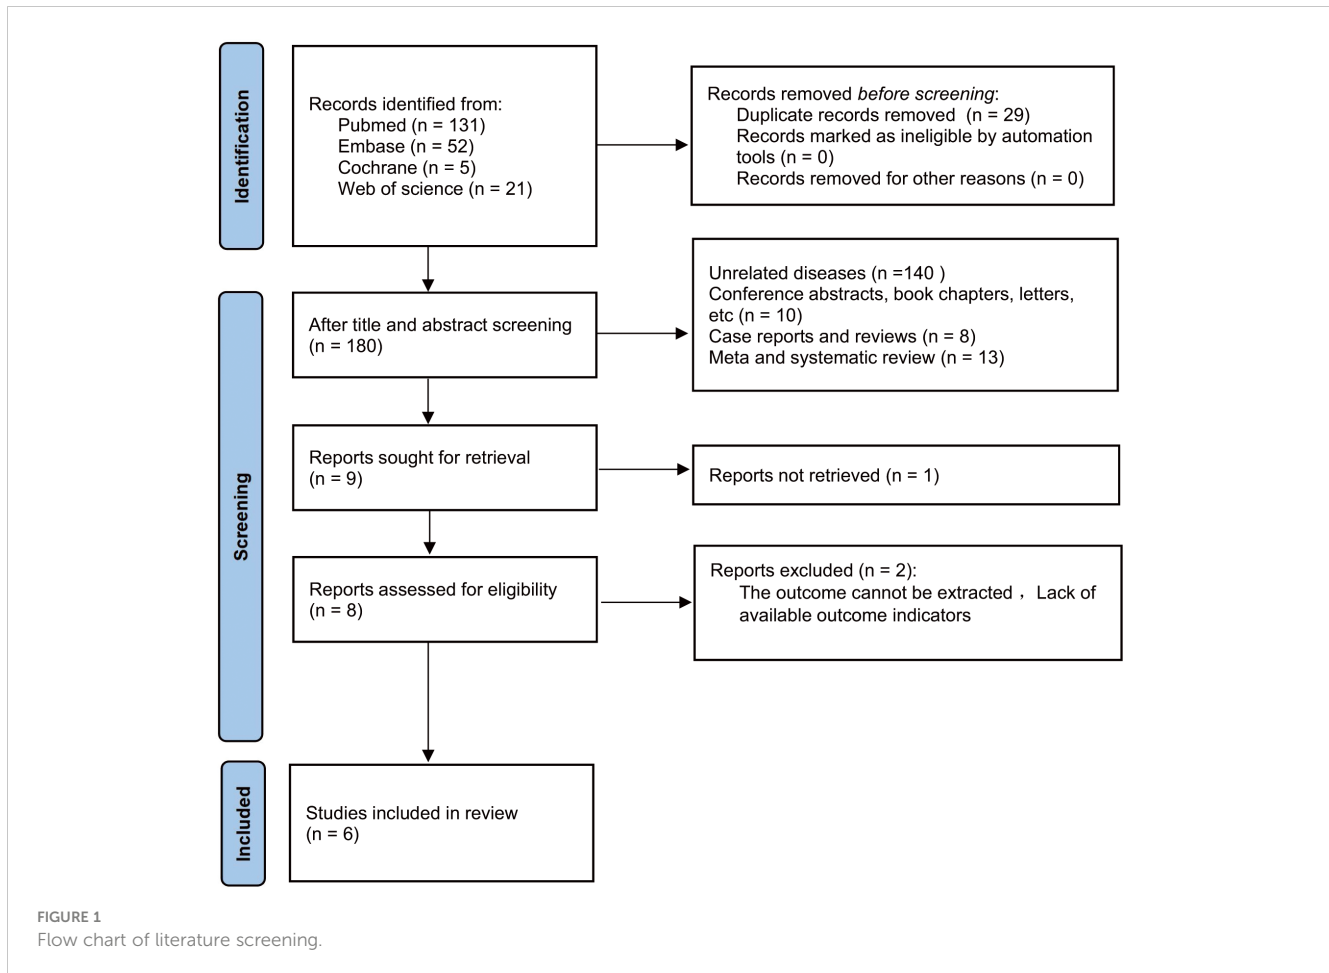 Identification
Records identified from:
Pubmed (n = 131)
Embase (n = 52)
Cochrane (n = 5)
Web of science (n = 21)
Records removed before screening:
Duplicate records removed  (n = 29)
Records marked as ineligible by automation
tools (n = 0)
Records removed for other reasons (n = 0)
Screening
After title and abstract screening
(n = 180)
Unrelated diseases (n =140 )
Conference abstracts, book chapters, letters,
etc (n = 10)
Case reports and reviews (n = 8)
Meta and systematic review (n = 13)
Reports sought for retrieval
(n = 9)
Reports not retrieved (n = 1)
Reports assessed for eligibility
(n = 8)
Reports excluded (n = 2):
The outcome cannot be extracted ，Lack of
available outcome indicators
Included
Studies included in review
(n = 6)
FIGURE 1
Flow chart of literature screening.